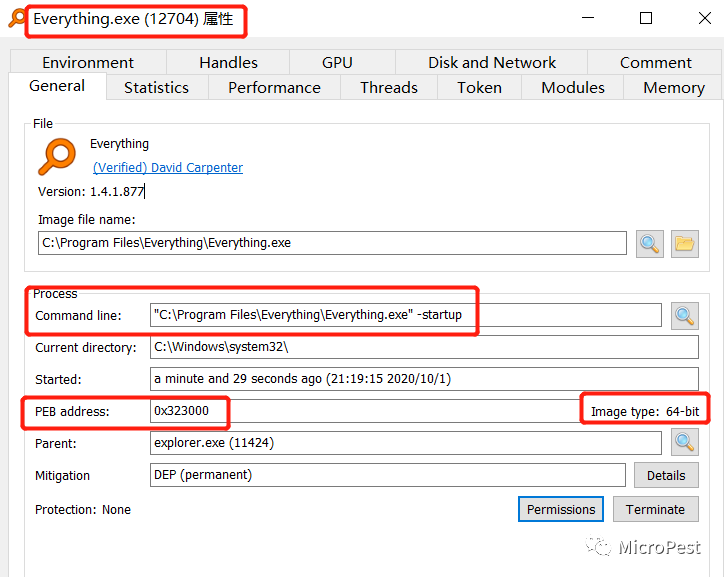 Everything.exe (12704) 属性
Environment Handles GPU Disk and Network Comment
General Statistics Performance Threads Token Modules Memory
File
Everything
(Verified) David Carpenter
Version: 1.4.1.877
Image file name:
C:\Program Files\Everything\Everything.exe
Process
Command line: "C:\Program Files\Everything\Everything.exe" -startup
Current directory: C:\Windows\system32\
Started: a minute and 29 seconds ago (21:19:15 2020/10/1)
PEB address: 0x323000 Image type: 64-bit
Parent: explorer.exe (11424)
Mitigation DEP (permanent) Details
Protection: None Permissions Terminate
MicroPest